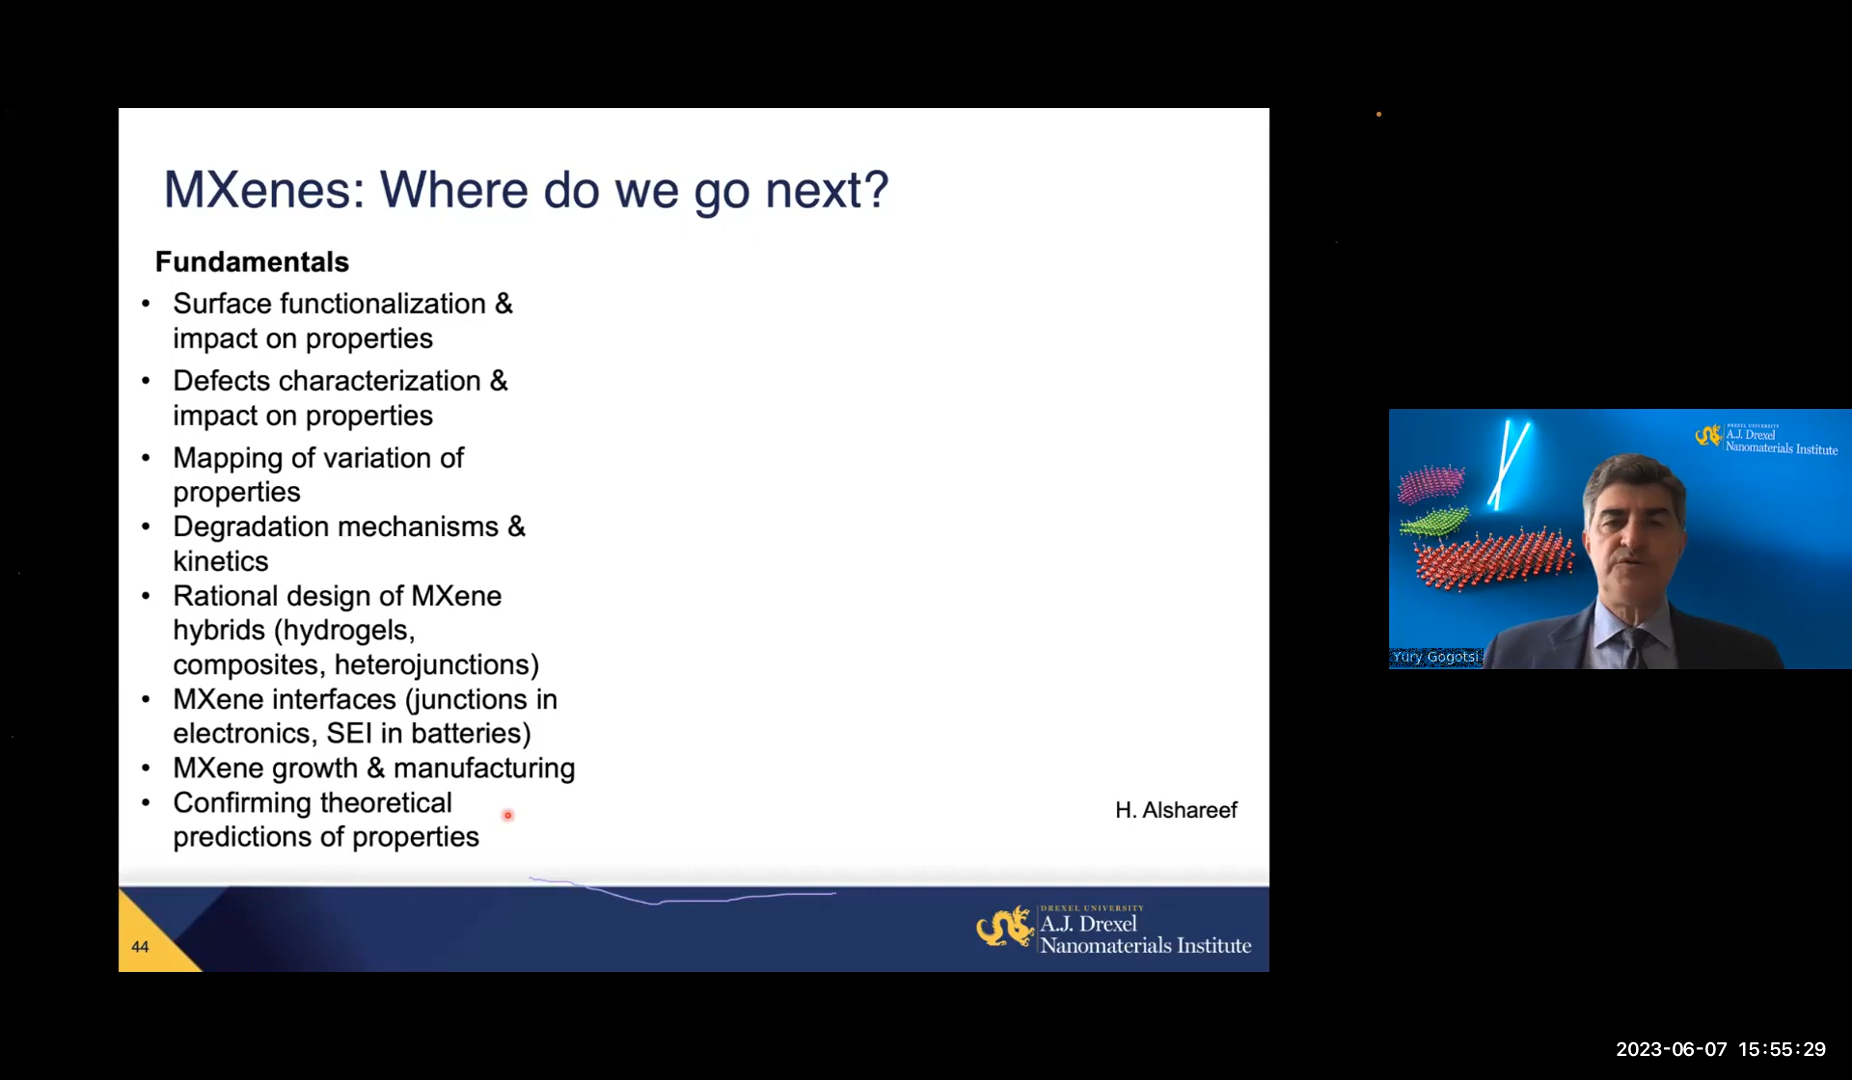 MXenes: Where do we go next?
Fundamentals
• Surface functionalization &
impact on properties
• Defects characterization &
impact on properties
• Mapping of variation of
properties
• Degradation mechanisms &
kinetics
• Rational design of MXene
hybrids (hydrogels,
composites, heterojunctions)
• MXene interfaces (junctions in
electronics, SEI in batteries)
• MXene growth & manufacturing
• Confirming theoretical
predictions of properties
H. Alshareef
44
DREXEL UNIVERSITY
A.J. Drexel
Nanomaterials Institute
DREXEL UNIVERSITY
A.J. Drexel
Nanomaterials Institute
Yury Gogotsi
2023-06-07 15:55:29